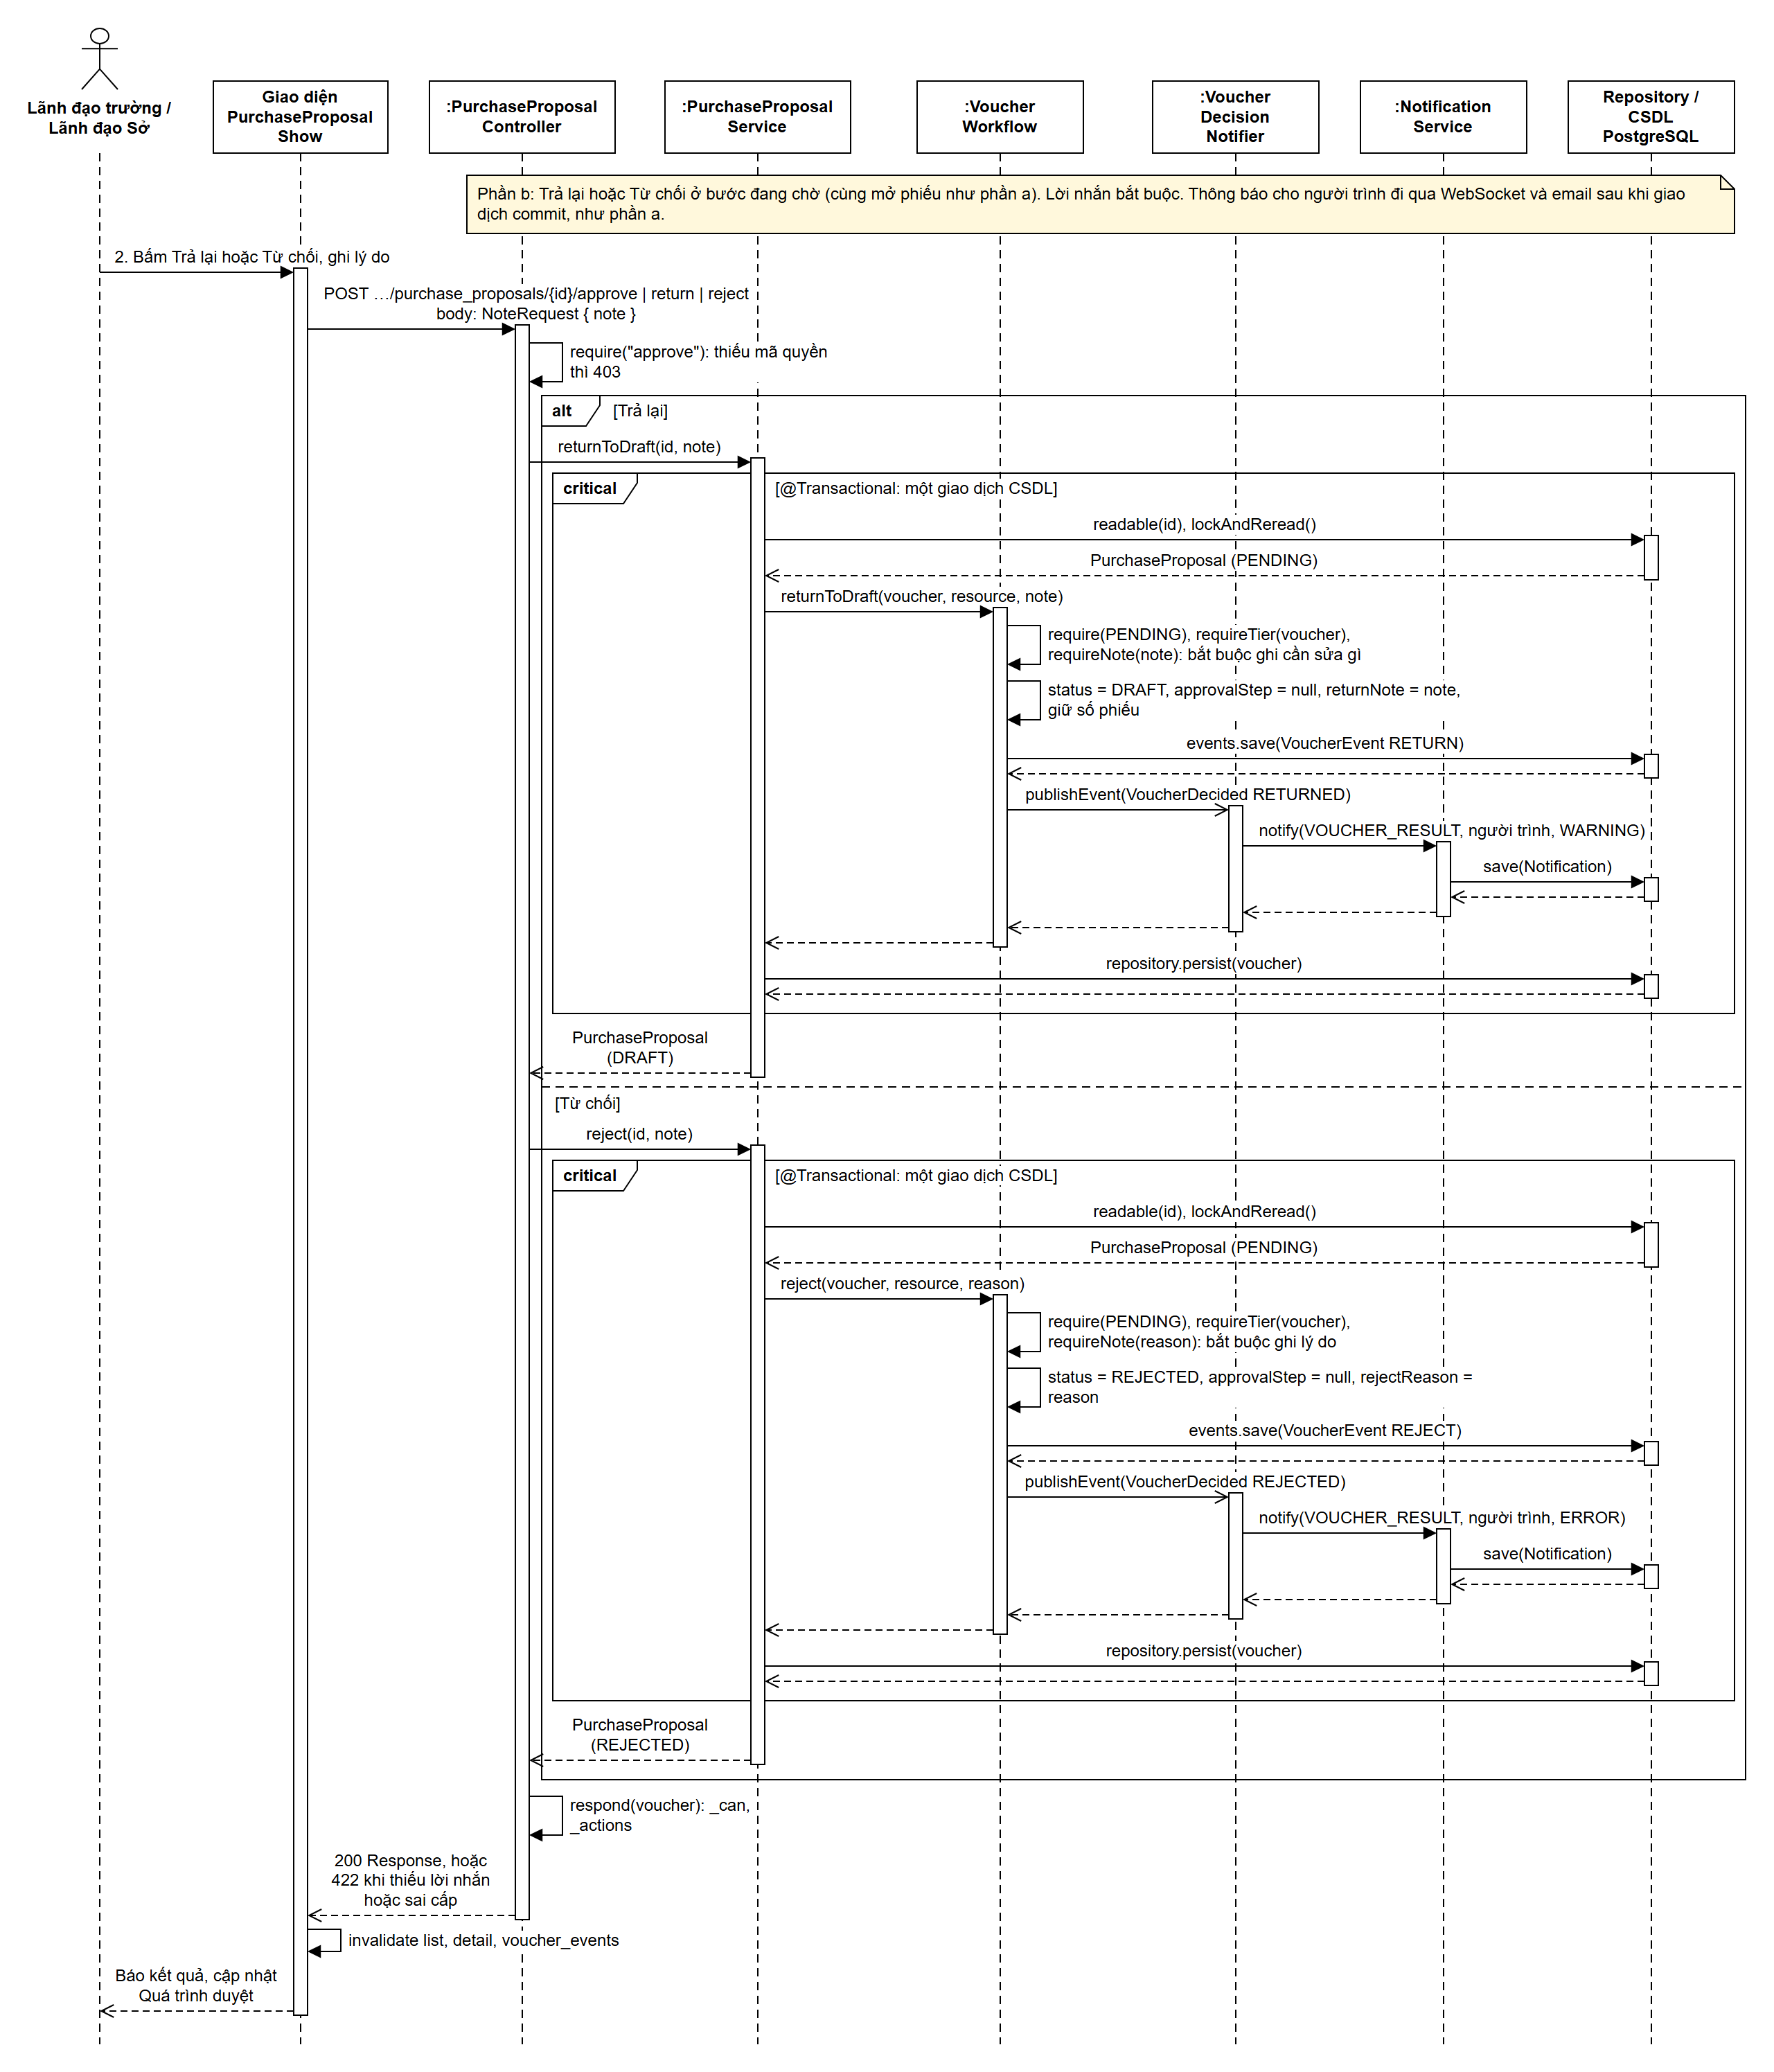 Lãnh đạo trường /
Lãnh đạo Sở
Giao diện
PurchaseProposal
Show
:PurchaseProposal
Controller
:PurchaseProposal
Service
:Voucher
Workflow
:Voucher
Decision
Notifier
:Notification
Service
Repository /
CSDL
PostgreSQL
Phần b: Trả lại hoặc Từ chối ở bước đang chờ (cùng mở phiếu như phần a). Lời nhắn bắt buộc. Thông báo cho người trình đi qua WebSocket và email sau khi giao
dịch commit, như phần a.
2. Bấm Trả lại hoặc Từ chối, ghi lý do
POST …/purchase_proposals/{id}/approve | return | reject
body: NoteRequest { note }
require("approve"): thiếu mã quyền
thì 403
alt
[Trả lại]
returnToDraft(id, note)
critical
[@Transactional: một giao dịch CSDL]
readable(id), lockAndReread()
PurchaseProposal (PENDING)
returnToDraft(voucher, resource, note)
require(PENDING), requireTier(voucher),
requireNote(note): bắt buộc ghi cần sửa gì
status = DRAFT, approvalStep = null, returnNote = note,
giữ số phiếu
events.save(VoucherEvent RETURN)
publishEvent(VoucherDecided RETURNED)
notify(VOUCHER_RESULT, người trình, WARNING)
save(Notification)
repository.persist(voucher)
PurchaseProposal
(DRAFT)
[Từ chối]
reject(id, note)
critical
[@Transactional: một giao dịch CSDL]
readable(id), lockAndReread()
PurchaseProposal (PENDING)
reject(voucher, resource, reason)
require(PENDING), requireTier(voucher),
requireNote(reason): bắt buộc ghi lý do
status = REJECTED, approvalStep = null, rejectReason =
reason
events.save(VoucherEvent REJECT)
publishEvent(VoucherDecided REJECTED)
notify(VOUCHER_RESULT, người trình, ERROR)
save(Notification)
repository.persist(voucher)
PurchaseProposal
(REJECTED)
respond(voucher): _can,
_actions
200 Response, hoặc
422 khi thiếu lời nhắn
hoặc sai cấp
invalidate list, detail, voucher_events
Báo kết quả, cập nhật
Quá trình duyệt